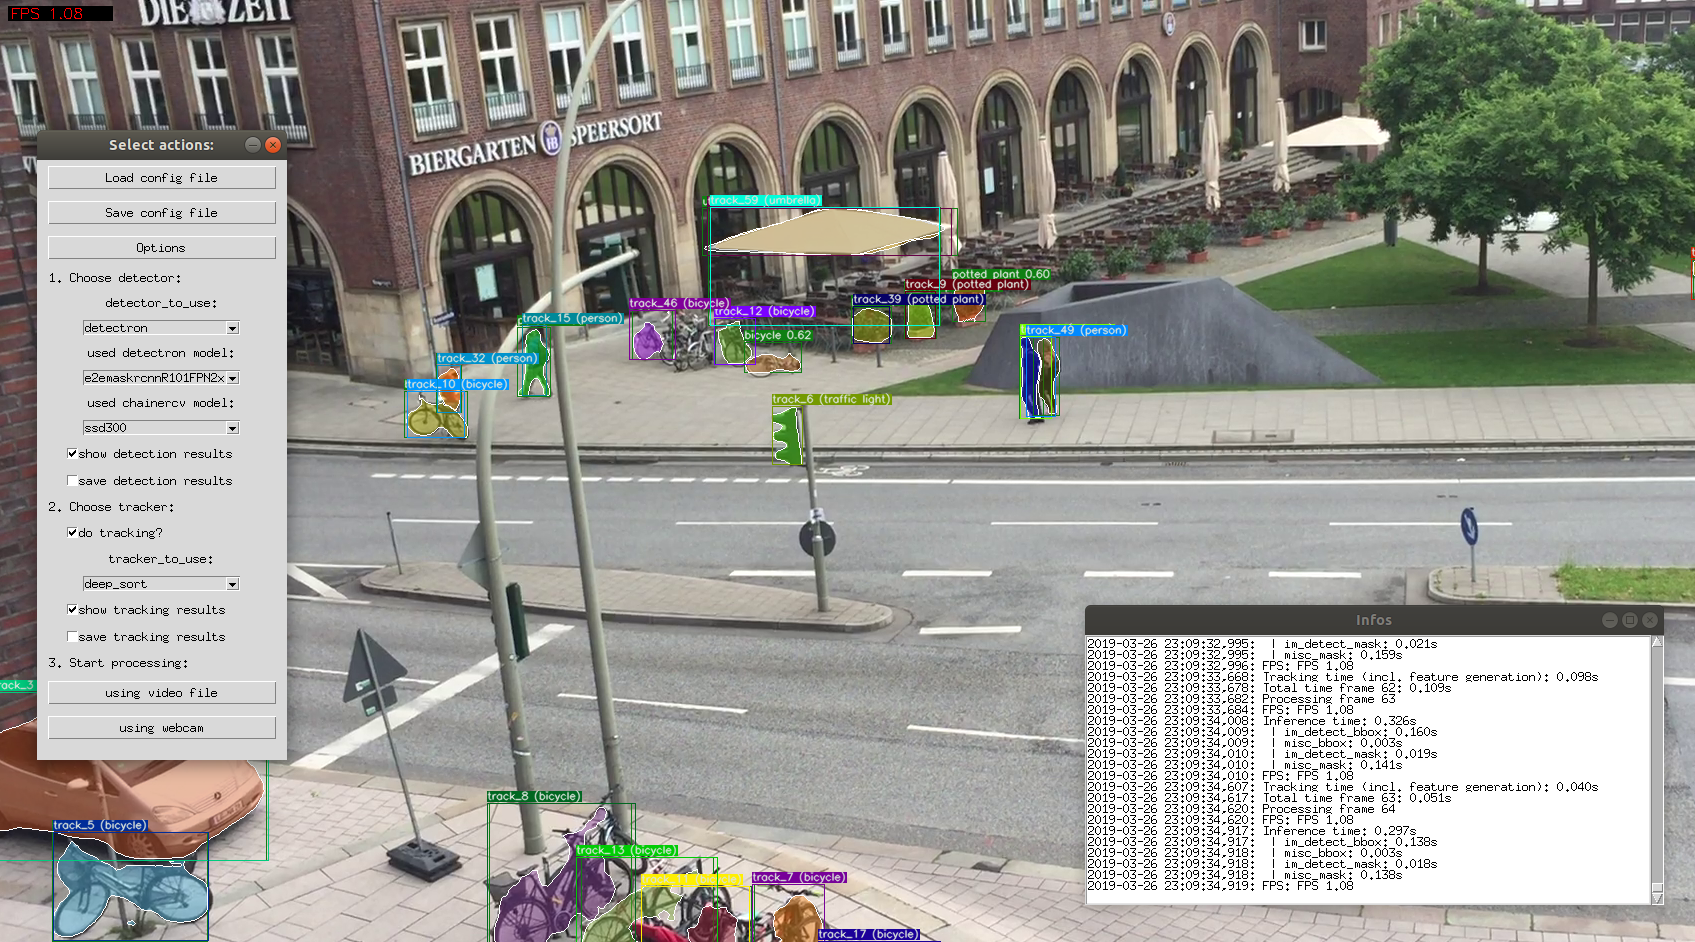 FPS 1.08
DIE ZEIT
BIERGARTEN
SPEERSORT
Select actions:
Load config file
Save config file
Options
1. Choose detector:
detector_to_use:
detectron
used detectron model:
e2emaskrcnnR101FPN2x
used chainercv model:
ssd300
show detection results
save detection results
2. Choose tracker:
do tracking?
tracker_to_use:
deep_sort
show tracking results
save tracking results
3. Start processing:
using video file
using webcam
track_59 (umbrella)
potted plant 0.60
track_9 (potted plant)
track_39 (potted plant)
track_46 (bicycle)
track_12 (bicycle)
bicycle 0.62
track_15 (person)
track_49 (person)
track_32 (person)
track_10 (bicycle)
track_6 (traffic light)
track_5 (bicycle)
track_8 (bicycle)
track_13 (bicycle)
track_7 (bicycle)
track_17 (bicycle)
Infos
2019-03-26 23:09:32,995:  | im_detect_mask: 0.021s
2019-03-26 23:09:32,995:  | misc_mask: 0.159s
2019-03-26 23:09:32,996: FPS: FPS 1.08
2019-03-26 23:09:33,668: Tracking time (incl. feature generation): 0.098s
2019-03-26 23:09:33,678: Total time frame 62: 0.109s
2019-03-26 23:09:33,682: Processing frame 63
2019-03-26 23:09:33,684: FPS: FPS 1.08
2019-03-26 23:09:34,008: Inference time: 0.326s
2019-03-26 23:09:34,009:  | im_detect_bbox: 0.160s
2019-03-26 23:09:34,009:  | misc_bbox: 0.003s
2019-03-26 23:09:34,010:  | im_detect_mask: 0.019s
2019-03-26 23:09:34,010:  | misc_mask: 0.141s
2019-03-26 23:09:34,010: FPS: FPS 1.08
2019-03-26 23:09:34,607: Tracking time (incl. feature generation): 0.040s
2019-03-26 23:09:34,617: Total time frame 63: 0.051s
2019-03-26 23:09:34,620: Processing frame 64
2019-03-26 23:09:34,620: FPS: FPS 1.08
2019-03-26 23:09:34,917: Inference time: 0.297s
2019-03-26 23:09:34,917:  | im_detect_bbox: 0.138s
2019-03-26 23:09:34,918:  | misc_bbox: 0.003s
2019-03-26 23:09:34,918:  | im_detect_mask: 0.018s
2019-03-26 23:09:34,918:  | misc_mask: 0.138s
2019-03-26 23:09:34,919: FPS: FPS 1.08